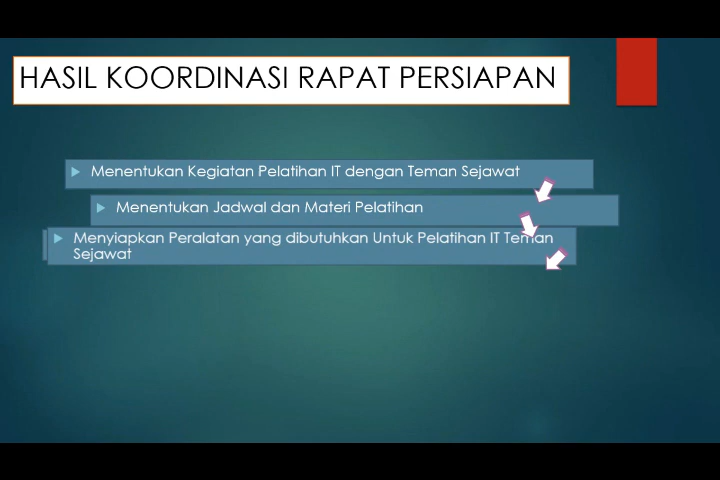 HASIL KOORDINASI RAPAT PERSIAPAN
Menentukan Kegiatan Pelatihan IT dengan Teman Sejawat
Menentukan Jadwal dan Materi Pelatihan
Menyiapkan Peralatan yang dibutuhkan Untuk Pelatihan IT Teman
Sejawat